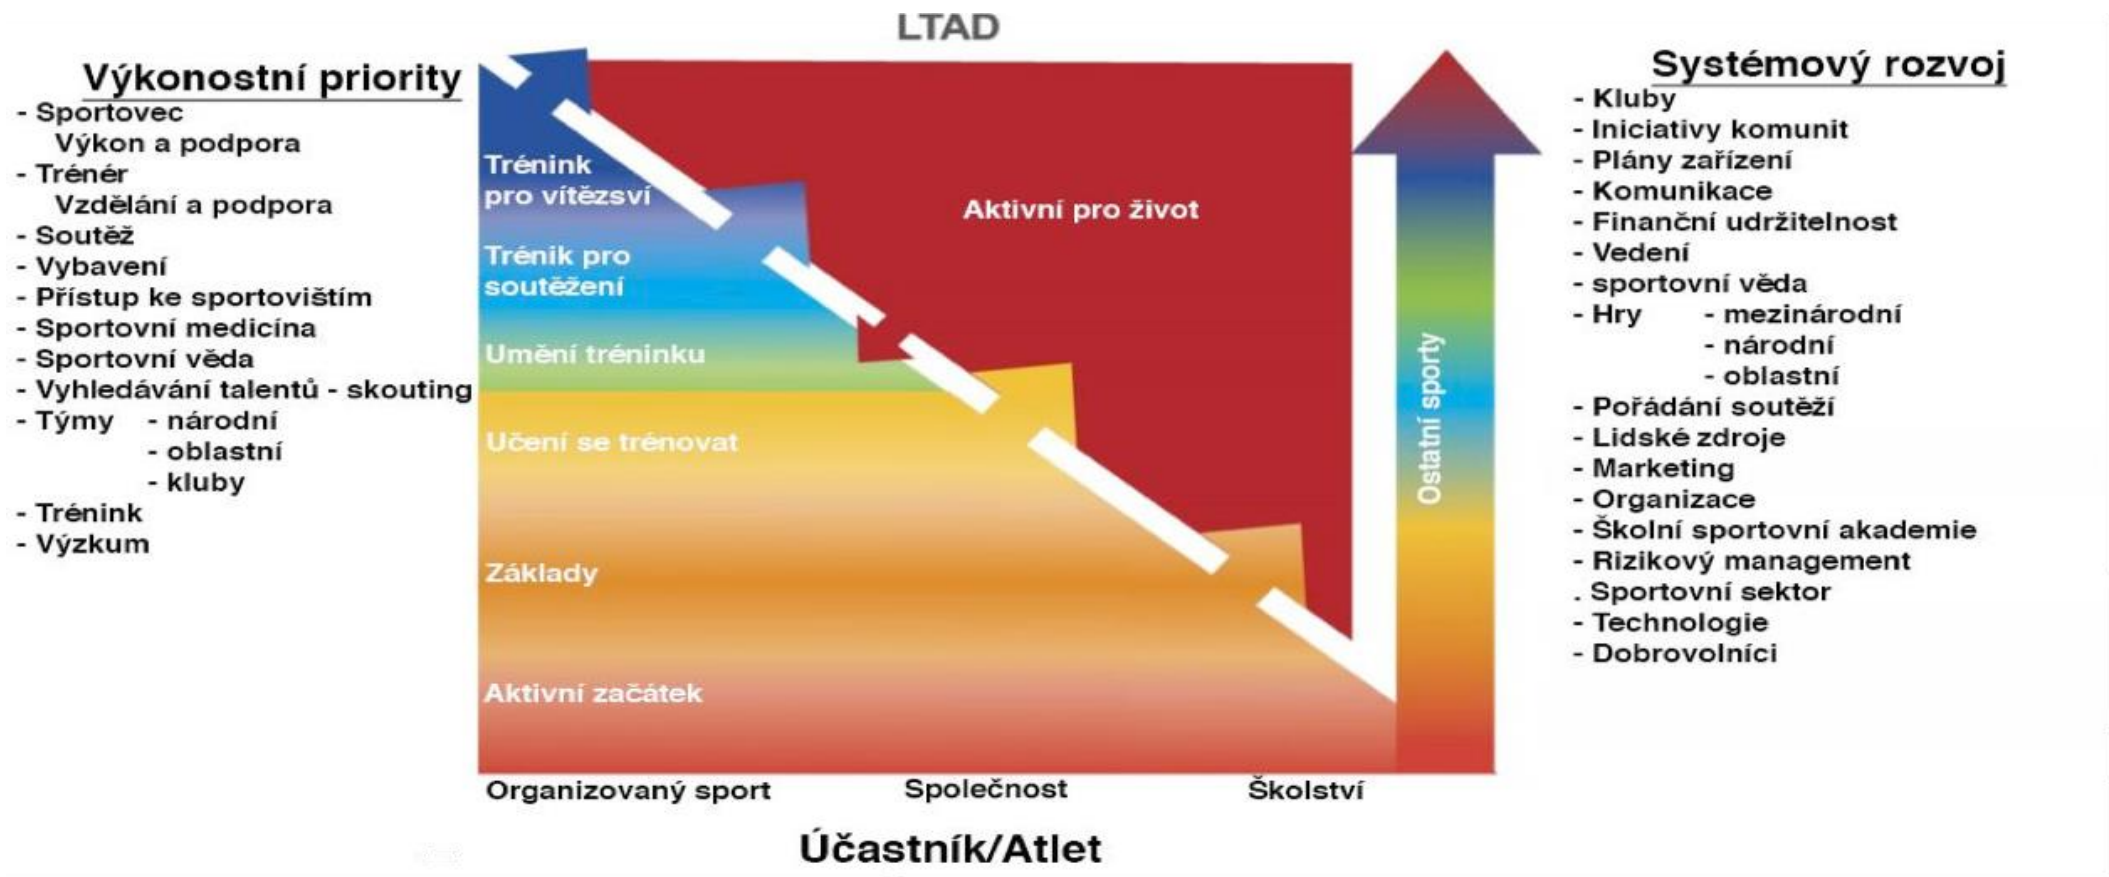 LTAD
Výkonostní priority
- Sportovec
Výkon a podpora
- Trénér
Vzdělání a podpora
- Soutěž
- Vybavení
- Přístup ke sportovištím
- Sportovní medicína
- Sportovní věda
- Vyhledávání talentů - skouting
- Týmy - národní
- oblastní
- kluby
- Trénink
- Výzkum
Trénink
pro vítězsví
Trénik pro
soutěžení
Umění tréninku
Učení se trénovat
Základy
Aktivní začátek
Aktivní pro život
Ostatní sporty
Organizovaný sport
Společnost
Školství
Účastník/Atlet
Systémový rozvoj
- Kluby
- Iniciativy komunit
- Plány zařízení
- Komunikace
- Finanční udržitelnost
- Vedení
- sportovní věda
- Hry - mezinárodní
- národní
- oblastní
- Pořádání soutěží
- Lidské zdroje
- Marketing
- Organizace
- Školní sportovní akademie
- Rizikový management
. Sportovní sektor
- Technologie
- Dobrovolníci